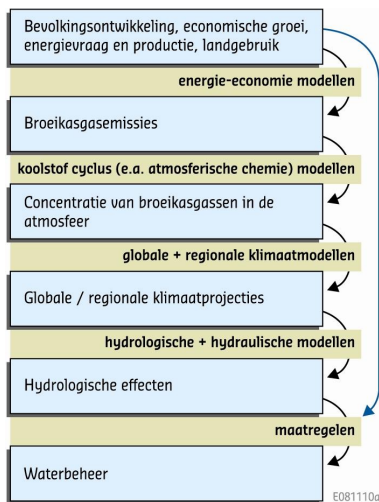 Bevolkingsontwikkeling, economische groei,
energievraag en productie, landgebruik
energie-economie modellen
Broeikasgasemissies
koolstof cyclus (e.a. atmosferische chemie) modellen
Concentratie van broeikasgassen in de
atmosfeer
globale + regionale klimaatmodellen
Globale / regionale klimaatprojecties
hydrologische + hydraulische modellen
Hydrologische effecten
maatregelen
Waterbeheer
E081110a